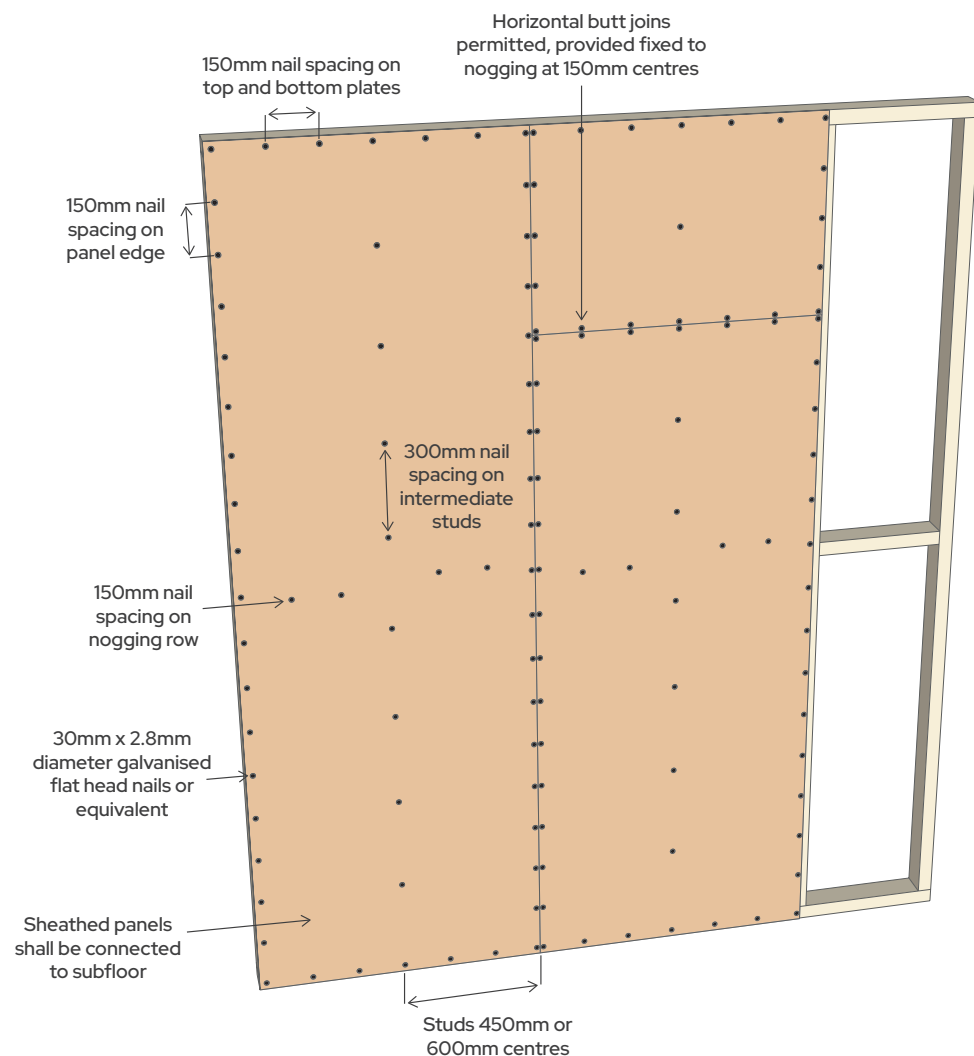 Horizontal butt joins
permitted, provided fixed to
nogging at 150mm centres
150mm nail spacing on
top and bottom plates
150mm nail
spacing on
panel edge
300mm nail
spacing on
intermediate
studs
150mm nail
spacing on
nogging row
30mm x 2.8mm
diameter galvanised
flat head nails or
equivalent
Sheathed panels
shall be connected
to subfloor
Studs 450mm or
600mm centres